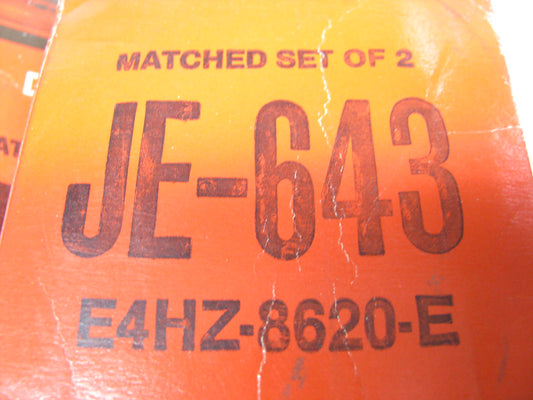 MATCHED SET OF 2
JE-643
E4HZ-8620-E